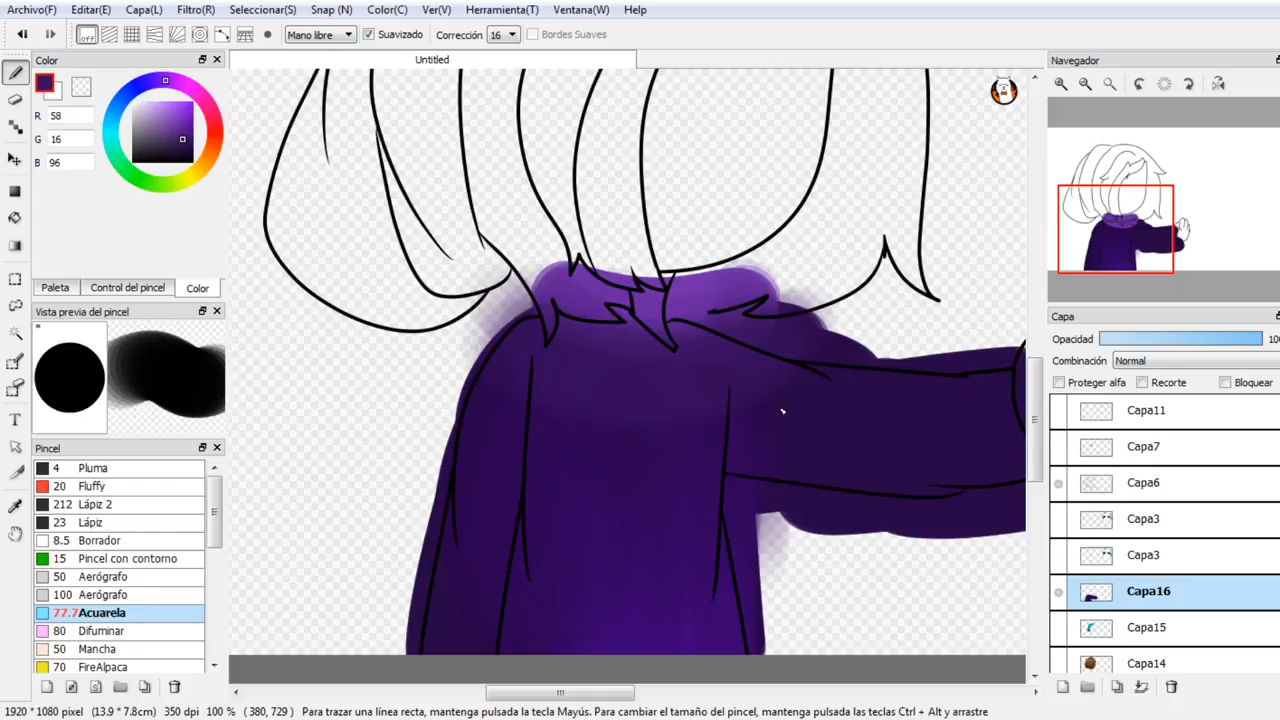 Archivo(F) Editar(E) Capa(L) Filtro(R) Seleccionar(S) Snap (N) Color(C) Ver(V) Herramienta(T) Ventana(W) Help
Off Mano libre Suavizado Corrección 16 Bordes Suaves
Color
Untitled
Navegador
R 58
G 16
B 96
Paleta Control del pincel Color
Vista previa del pincel
Capa
Opacidad 100
Combinación Normal
Proteger alfa Recorte Bloquear
Capa11
Capa7
Capa6
Capa3
Capa3
Capa16
Capa15
Capa14
Pincel
4 Pluma
20 Fluffy
212 Lápiz 2
23 Lápiz
8.5 Borrador
15 Pincel con contorno
50 Aerógrafo
100 Aerógrafo
77.7 Acuarela
80 Difuminar
50 Mancha
70 FireAlpaca
1920 * 1080 pixel (13.9 * 7.8cm) 350 dpi 100 % ( 380, 729 ) Para trazar una línea recta, mantenga pulsada la tecla Mayús. Para cambiar el tamaño del pincel, mantenga pulsadas las teclas Ctrl + Alt y arrastre